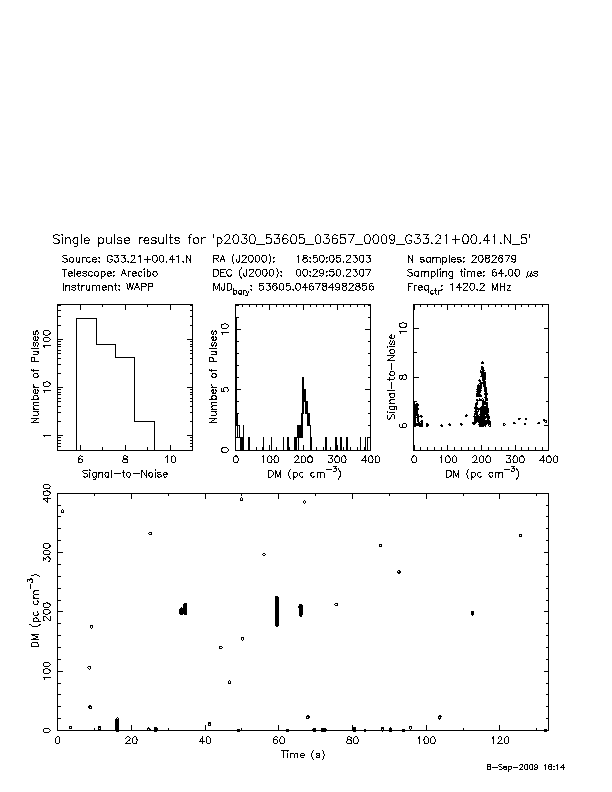 Single pulse results for 'p2030_53605_03657_0009_G33.21+00.41.N_5'
Source: G33.21+00.41.N RA (J2000): 18:50:05.2303 N samples: 2082679
Telescope: Arecibo DEC (J2000): 00:29:50.2307 Sampling time: 64.00 μs
Instrument: WAPP MJDbary: 53605.046784982856 Freqctr: 1420.2 MHz
Number of Pulses
1 10 100
6 8 10
Signal-to-Noise
Number of Pulses
0 5 10
0 100 200 300 400
DM (pc cm−3)
Signal-to-Noise
6 8 10
0 100 200 300 400
DM (pc cm−3)
DM (pc cm−3)
0 100 200 300 400
0 20 40 60 80 100 120
Time (s)
8-Sep-2009 16:14